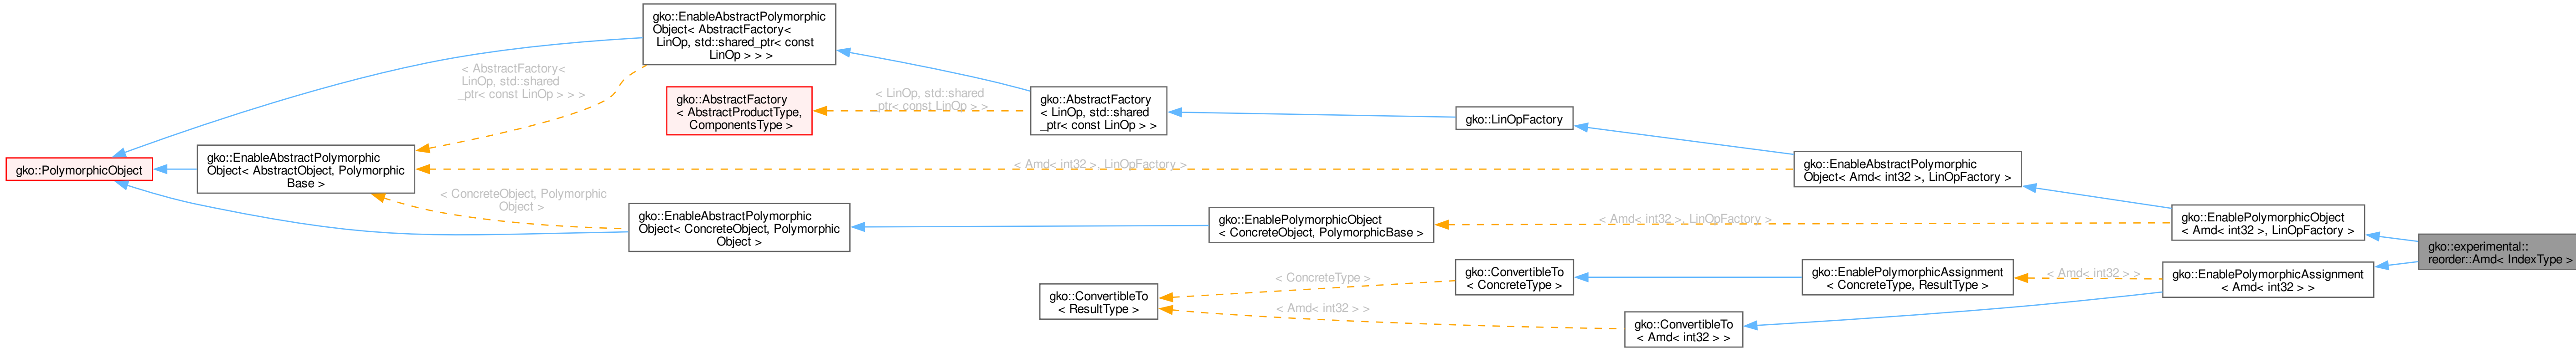 gko::PolymorphicObject
gko::EnableAbstractPolymorphic
Object< AbstractObject, Polymorphic
Base >
< AbstractFactory<
LinOp, std::shared
_ptr< const LinOp > > >
< ConcreteObject, Polymorphic
Object >
gko::EnableAbstractPolymorphic
Object< AbstractFactory<
LinOp, std::shared_ptr< const
LinOp > > >
gko::AbstractFactory
< AbstractProductType,
ComponentsType >
gko::EnableAbstractPolymorphic
Object< ConcreteObject, Polymorphic
Object >
< LinOp, std::shared
_ptr< const LinOp > >
gko::AbstractFactory
< LinOp, std::shared
_ptr< const LinOp > >
< Amd< int32 >, LinOpFactory >
gko::EnablePolymorphicObject
< ConcreteObject, PolymorphicBase >
gko::ConvertibleTo
< ResultType >
< ConcreteType >
< Amd< int32 > >
gko::LinOpFactory
gko::ConvertibleTo
< ConcreteType >
gko::ConvertibleTo
< Amd< int32 > >
< Amd< int32 >, LinOpFactory >
gko::EnableAbstractPolymorphic
Object< Amd< int32 >, LinOpFactory >
gko::EnablePolymorphicAssignment
< ConcreteType, ResultType >
< Amd< int32 > >
gko::EnablePolymorphicObject
< Amd< int32 >, LinOpFactory >
gko::EnablePolymorphicAssignment
< Amd< int32 > >
gko::experimental::
reorder::Amd< IndexType >